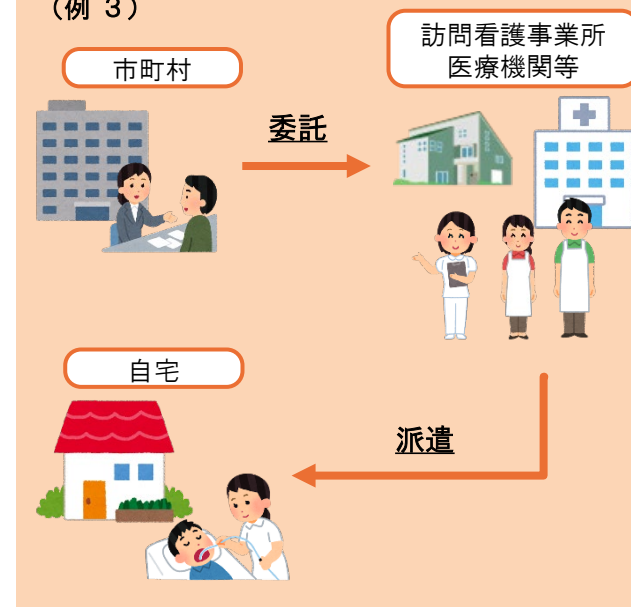 （例 3）
市町村
訪問看護事業所
医療機関等
委託
自宅
派遣